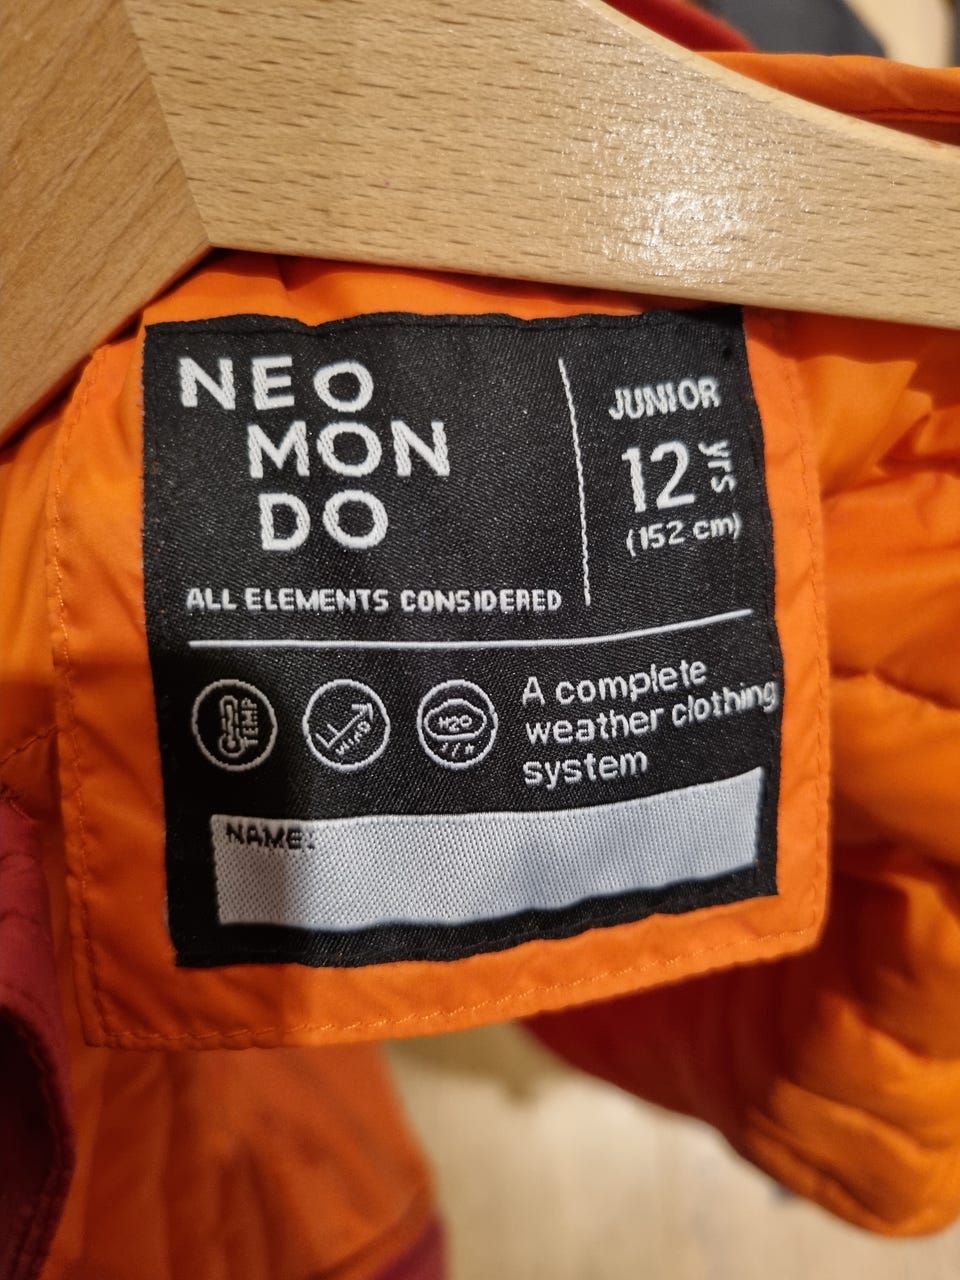 NEO
MON
DO
JUNIOR
12 yrs
(152 cm)
ALL ELEMENTS CONSIDERED
TEMP
WIND
H2O
A complete
weather clothing
system
NAME: